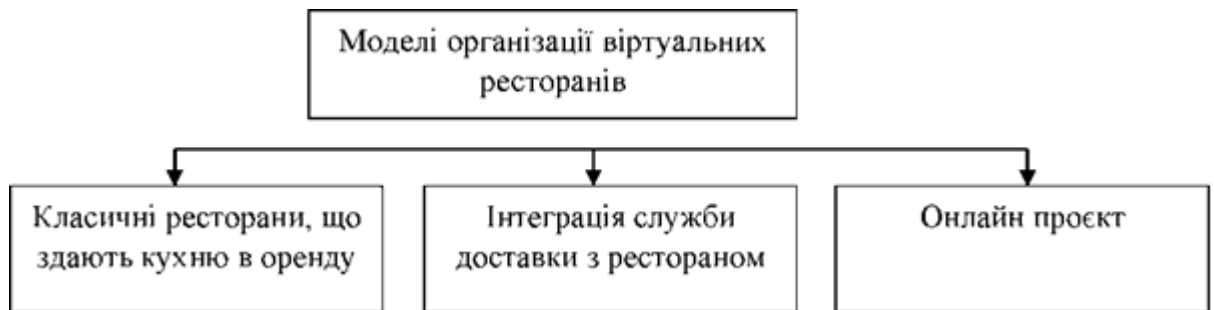 Моделі організації віртуальних
ресторанів
Класичні ресторани, що
здають кухню в оренду
Інтеграція служби
доставки з рестораном
Онлайн проєкт